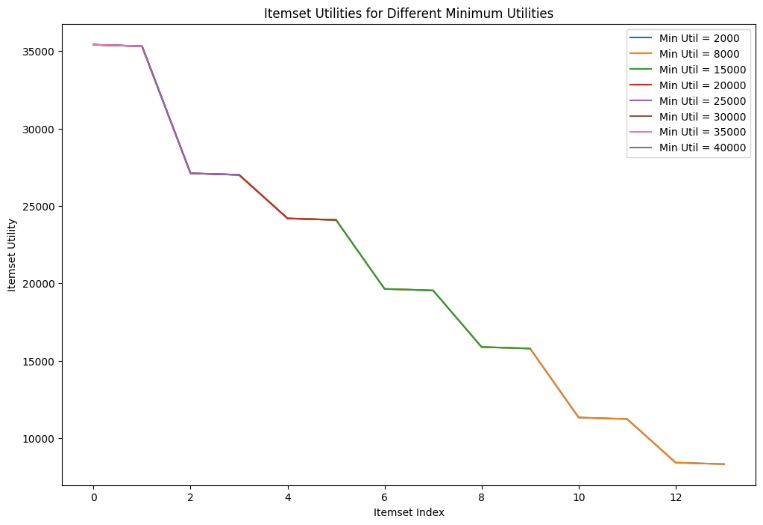 Itemset Utilities for Different Minimum Utilities
Min Util = 2000
Min Util = 8000
Min Util = 15000
Min Util = 20000
Min Util = 25000
Min Util = 30000
Min Util = 35000
Min Util = 40000
Itemset Utility
35000
30000
25000
20000
15000
10000
0 2 4 6 8 10 12
Itemset Index